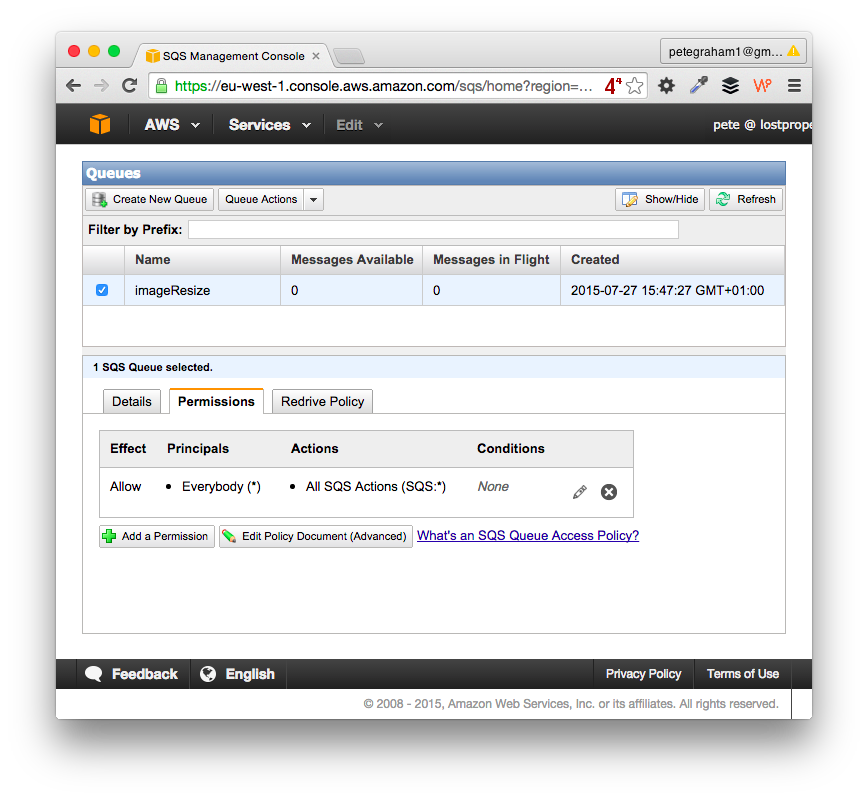 SQS Management Console
petegraham1@gm...
https://eu-west-1.console.aws.amazon.com/sqs/home?region=...
4⁴
AWS Services Edit pete @ lostprope
Queues
Create New Queue Queue Actions Show/Hide Refresh
Filter by Prefix:
Name Messages Available Messages in Flight Created
imageResize 0 0 2015-07-27 15:47:27 GMT+01:00
1 SQS Queue selected.
Details Permissions Redrive Policy
Effect Principals Actions Conditions
Allow • Everybody (*) • All SQS Actions (SQS:*) None
Add a Permission Edit Policy Document (Advanced) What's an SQS Queue Access Policy?
Feedback English Privacy Policy Terms of Use
© 2008 - 2015, Amazon Web Services, Inc. or its affiliates. All rights reserved.